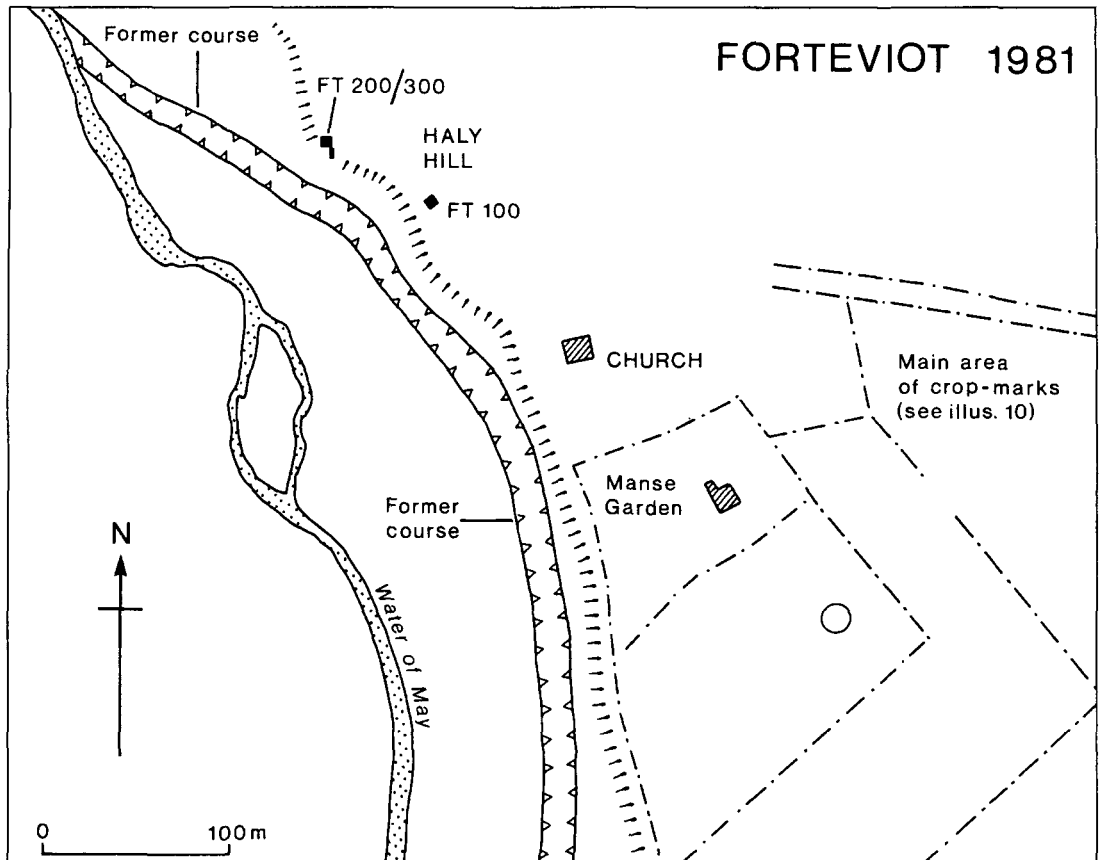 FORTEVIOT 1981
Former course
FT 200/300
HALY
HILL
FT 100
CHURCH
Main area
of crop-marks
(see illus. 10)
Manse
Garden
Former
course
N
Water of May
0 100m